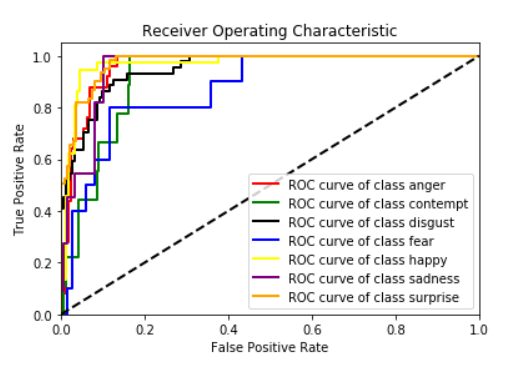 Receiver Operating Characteristic
True Positive Rate
1.0
0.8
0.6
0.4
0.2
0.0
ROC curve of class anger
ROC curve of class contempt
ROC curve of class disgust
ROC curve of class fear
ROC curve of class happy
ROC curve of class sadness
ROC curve of class surprise
0.0 0.2 0.4 0.6 0.8 1.0
False Positive Rate